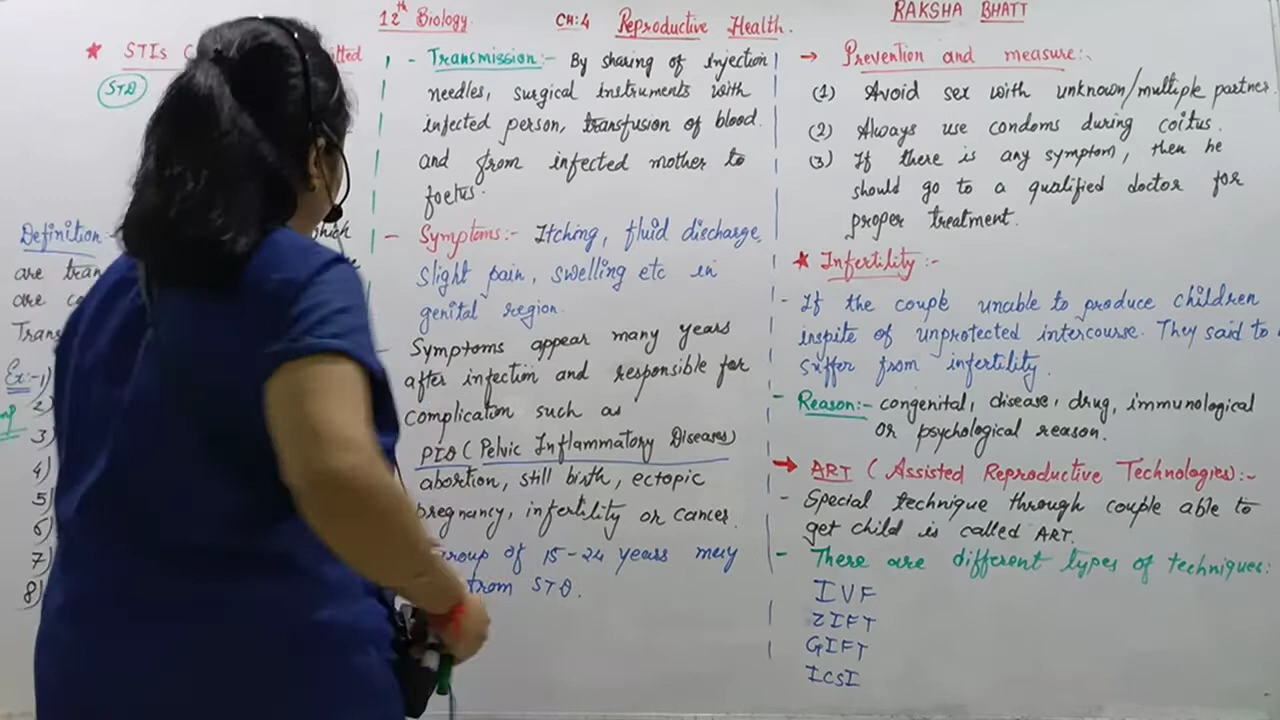 12th Biology
CH:4 Reproductive Health.
RAKSHA BHATT
★ STIs
STD
Definition
which
are
are
Ex:- 1)
2)
3)
4)
5)
6)
7)
8)
- Transmission:- By sharing of injection
needles, surgical instruments with
infected person, transfusion of blood.
and from infected mother to
foetus.
- Symptoms:- Itching, fluid discharge,
slight pain, swelling etc in
genital region.
Symptoms appear many years
after infection and responsible for
complication such as
PID (Pelvic Inflammatory Diseases)
abortion, still birth, ectopic
pregnancy, infertility or cancer.
group of 15-24 years may
from STD.
→ Prevention and measure:-
(1) Avoid sex with unknown/multiple partner.
(2) Always use condoms during coitus.
(3) If there is any symptom, then he
should go to a qualified doctor for
proper treatment.
★ Infertility:-
- If the couple unable to produce children
inspite of unprotected intercourse. They said to
suffer from infertility.
- Reason:- congenital, disease, drug, immunological
or psychological reason.
→ ART (Assisted Reproductive Technologies):-
- Special technique through couple able to
get child is called ART.
- There are different types of techniques:
IVF
ZIFT
GIFT
ICSI